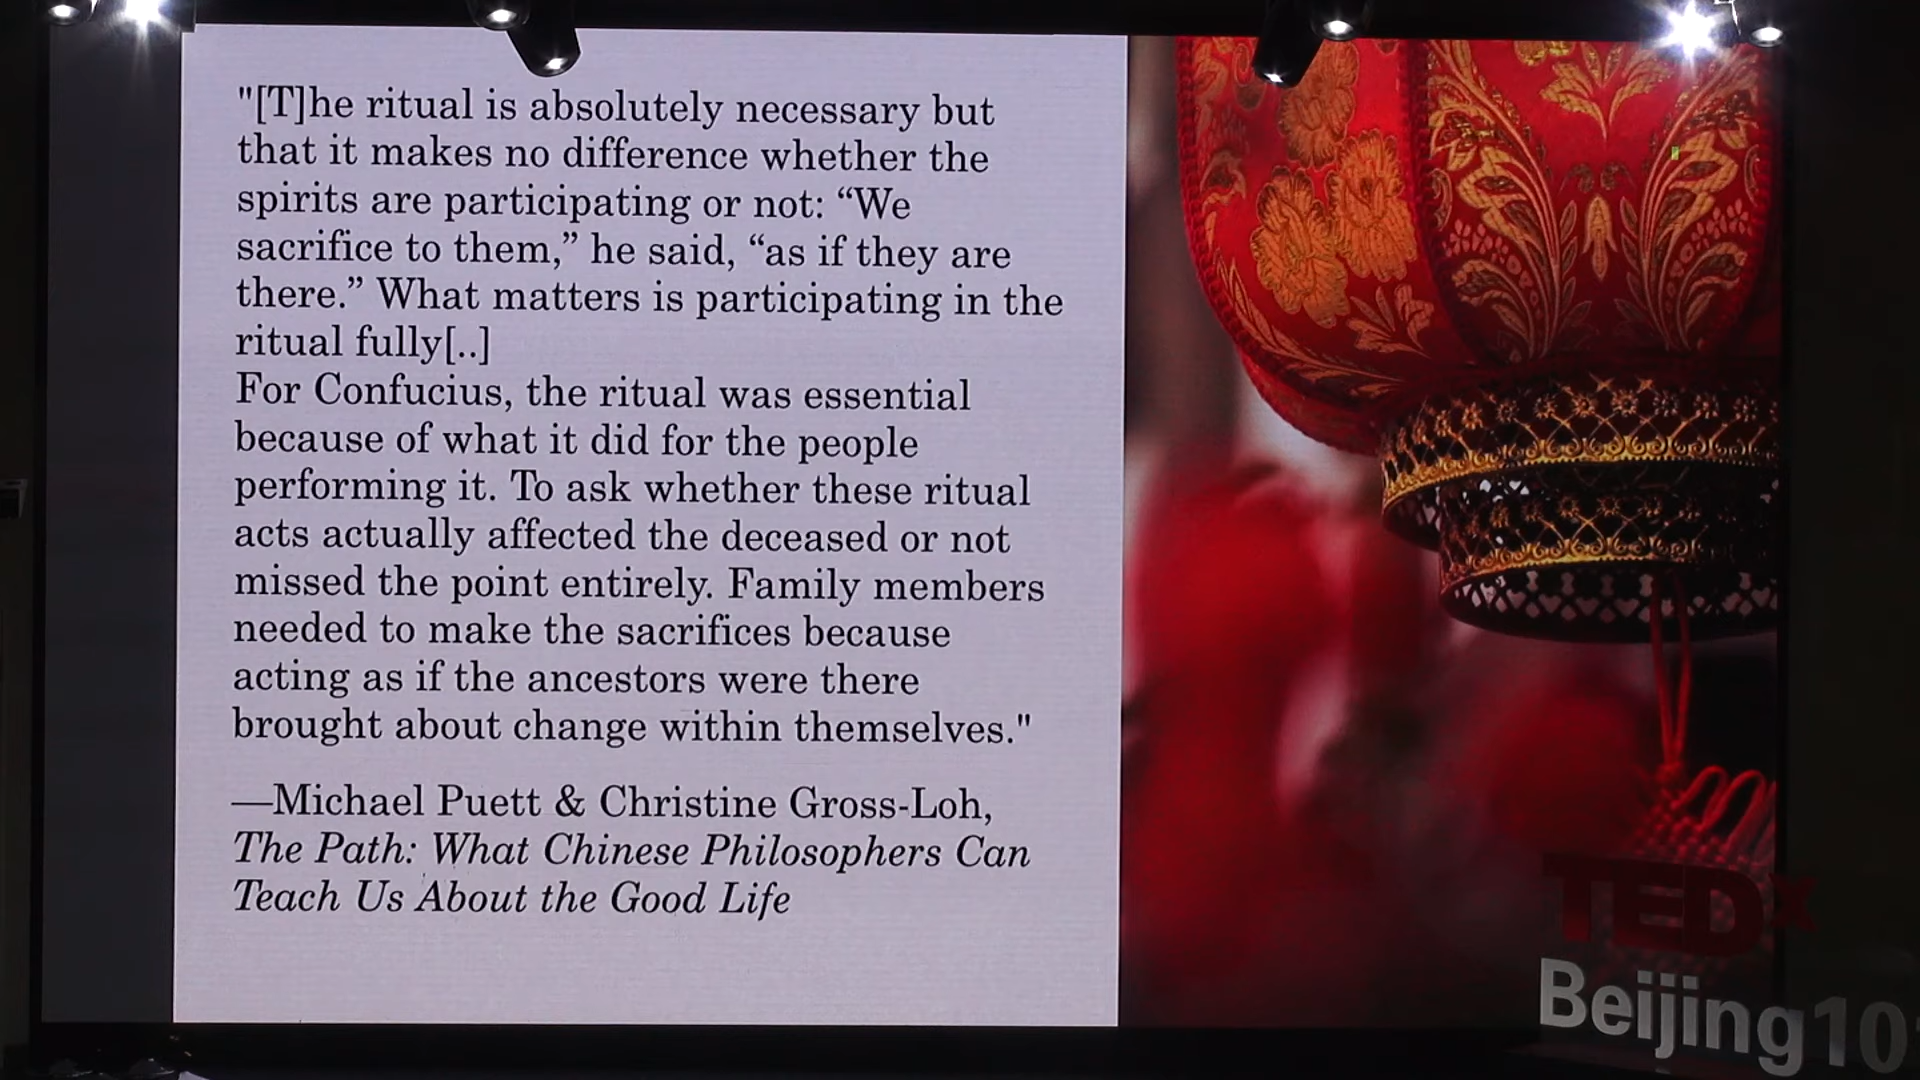 "[T]he ritual is absolutely necessary but
that it makes no difference whether the
spirits are participating or not: “We
sacrifice to them,” he said, “as if they are
there.” What matters is participating in the
ritual fully[..]
For Confucius, the ritual was essential
because of what it did for the people
performing it. To ask whether these ritual
acts actually affected the deceased or not
missed the point entirely. Family members
needed to make the sacrifices because
acting as if the ancestors were there
brought about change within themselves."
—Michael Puett & Christine Gross-Loh,
The Path: What Chinese Philosophers Can
Teach Us About the Good Life
TEDx
Beijing10